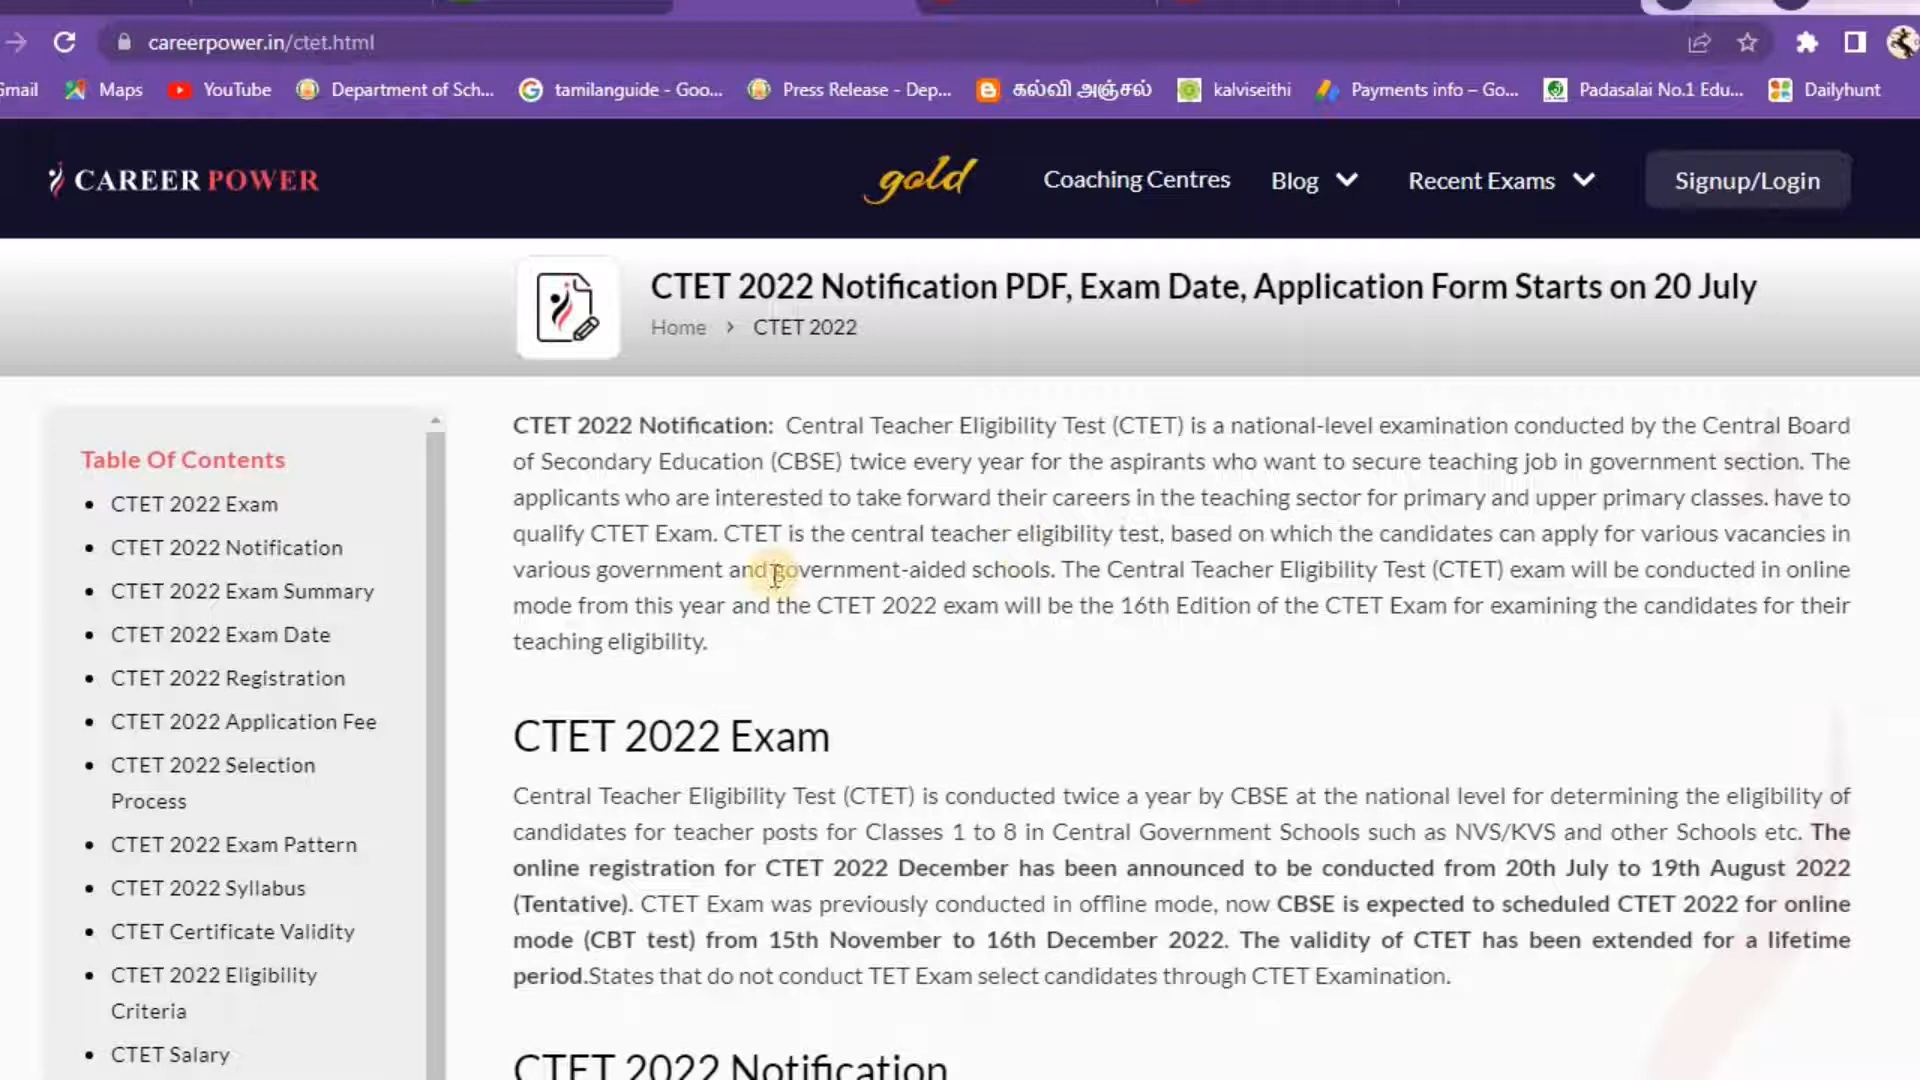 careerpower.in/ctet.html
Gmail
Maps
YouTube
Department of Sch...
tamilanguide - Goo...
Press Release - Dep...
கல்வி அஞ்சல்
kalviseithi
Payments info – Go...
Padasalai No.1 Edu...
Dailyhunt
CAREER POWER
gold
Coaching Centres
Blog
Recent Exams
Signup/Login
CTET 2022 Notification PDF, Exam Date, Application Form Starts on 20 July
Home > CTET 2022
Table Of Contents
• CTET 2022 Exam
• CTET 2022 Notification
• CTET 2022 Exam Summary
• CTET 2022 Exam Date
• CTET 2022 Registration
• CTET 2022 Application Fee
• CTET 2022 Selection
Process
• CTET 2022 Exam Pattern
• CTET 2022 Syllabus
• CTET Certificate Validity
• CTET 2022 Eligibility
Criteria
• CTET Salary
CTET 2022 Notification: Central Teacher Eligibility Test (CTET) is a national-level examination conducted by the Central Board
of Secondary Education (CBSE) twice every year for the aspirants who want to secure teaching job in government section. The
applicants who are interested to take forward their careers in the teaching sector for primary and upper primary classes. have to
qualify CTET Exam. CTET is the central teacher eligibility test, based on which the candidates can apply for various vacancies in
various government and government-aided schools. The Central Teacher Eligibility Test (CTET) exam will be conducted in online
mode from this year and the CTET 2022 exam will be the 16th Edition of the CTET Exam for examining the candidates for their
teaching eligibility.
CTET 2022 Exam
Central Teacher Eligibility Test (CTET) is conducted twice a year by CBSE at the national level for determining the eligibility of
candidates for teacher posts for Classes 1 to 8 in Central Government Schools such as NVS/KVS and other Schools etc. The
online registration for CTET 2022 December has been announced to be conducted from 20th July to 19th August 2022
(Tentative). CTET Exam was previously conducted in offline mode, now CBSE is expected to scheduled CTET 2022 for online
mode (CBT test) from 15th November to 16th December 2022. The validity of CTET has been extended for a lifetime
period.States that do not conduct TET Exam select candidates through CTET Examination.
CTET 2022 Notification